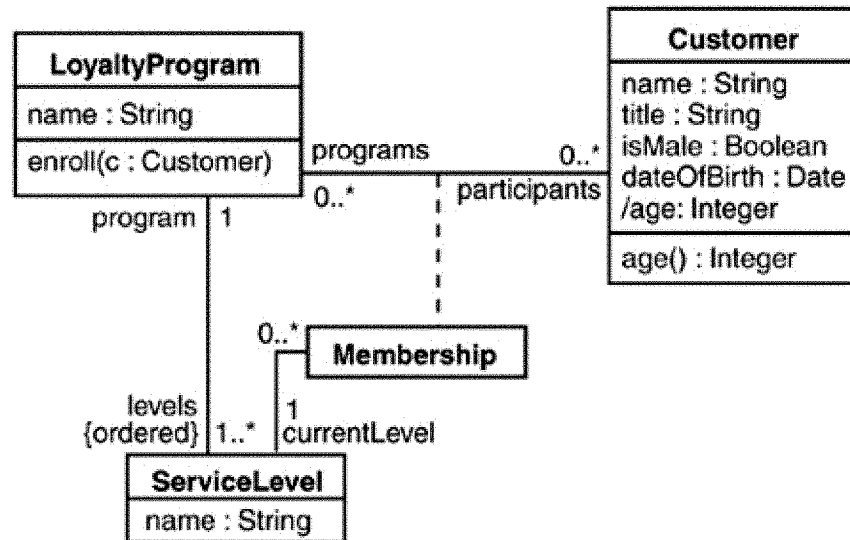 LoyaltyProgram
name : String
enroll(c : Customer)
Customer
name : String
title : String
isMale : Boolean
dateOfBirth : Date
/age: Integer
age() : Integer
programs
0..*
0..*
participants
program
1
0..*
Membership
levels
{ordered}
1..*
1
currentLevel
ServiceLevel
name : String